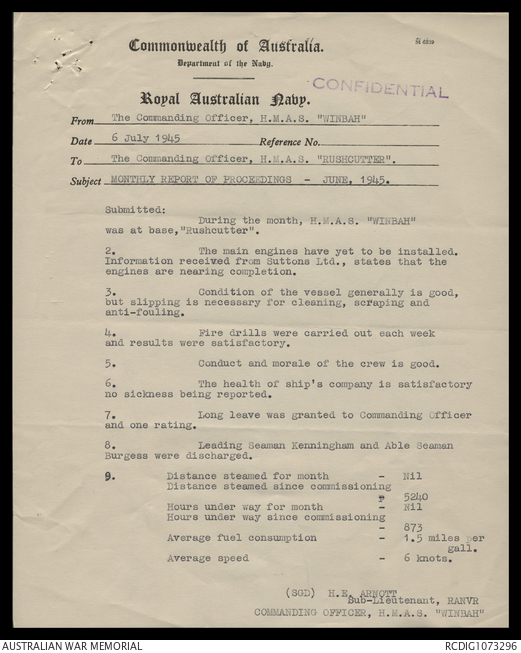 Commonwealth of Australia.
Department of the Navy.
CONFIDENTIAL
Royal Australian Navy.
From The Commanding Officer, H.M.A.S. "WINBAH"
Date 6 July 1945 Reference No.
To The Commanding Officer, H.M.A.S. "RUSHCUTTER".
Subject MONTHLY REPORT OF PROCEEDINGS - JUNE, 1945.
Submitted:
During the month, H.M.A.S. "WINBAH"
was at base,"Rushcutter".
2. The main engines have yet to be installed.
Information received from Suttons Ltd., states that the
engines are nearing completion.
3. Condition of the vessel generally is good,
but slipping is necessary for cleaning, scraping and
anti-fouling.
4. Fire drills were carried out each week
and results were satisfactory.
5. Conduct and morale of the crew is good.
6. The health of ship's company is satisfactory
no sickness being reported.
7. Long leave was granted to Commanding Officer
and one rating.
8. Leading Seaman Kenningham and Able Seaman
Burgess were discharged.
9. Distance steamed for month - Nil
Distance steamed since commissioning
- 5240
Hours under way for month - Nil
Hours under way since commissioning
- 873
Average fuel consumption - 1.5 miles per
gall.
Average speed - 6 knots.
(SGD) H.E. ARNOTT
Sub-Lieutenant, RANVR
COMMANDING OFFICER, H.M.A.S. "WINBAH"
AUSTRALIAN WAR MEMORIAL RCDIG1073296